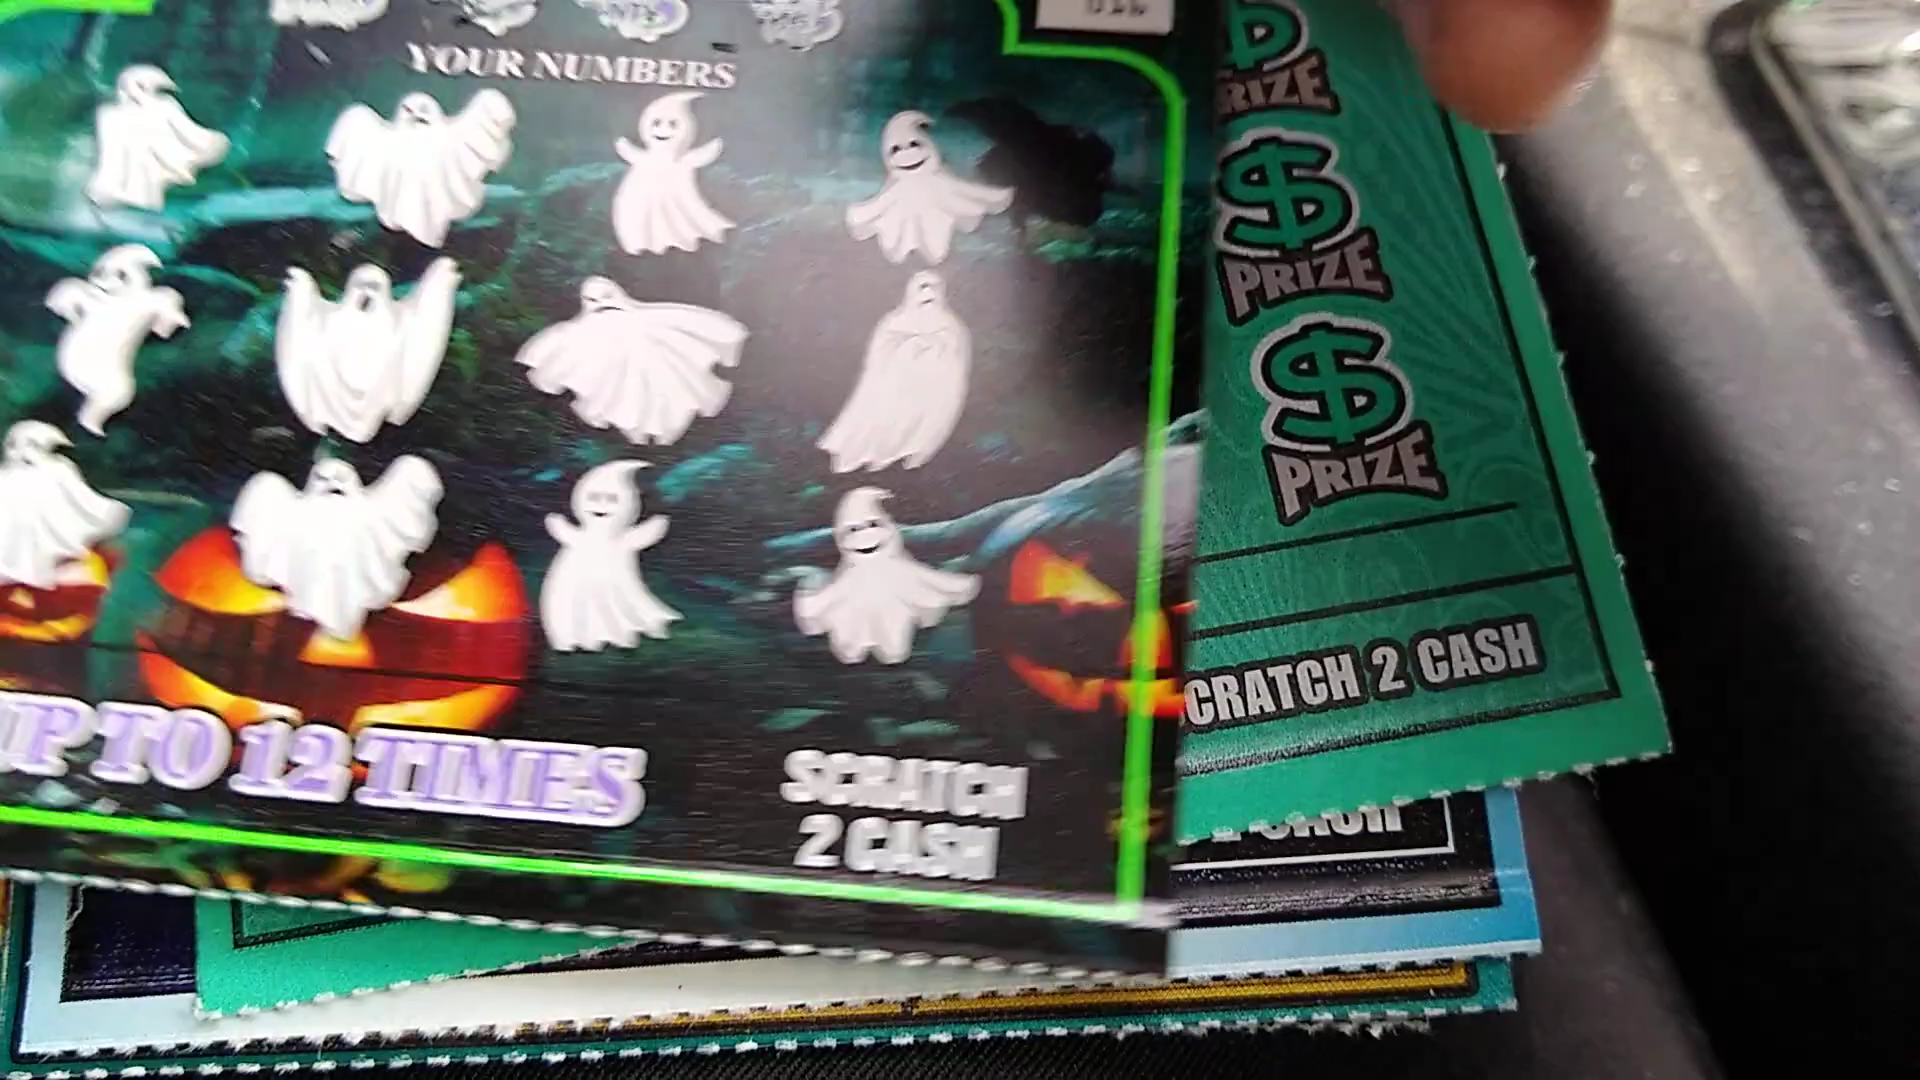 YOUR NUMBERS
UP TO 12 TIMES
SCRATCH
2 CASH
PRIZE
$
PRIZE
$
PRIZE
SCRATCH 2 CASH